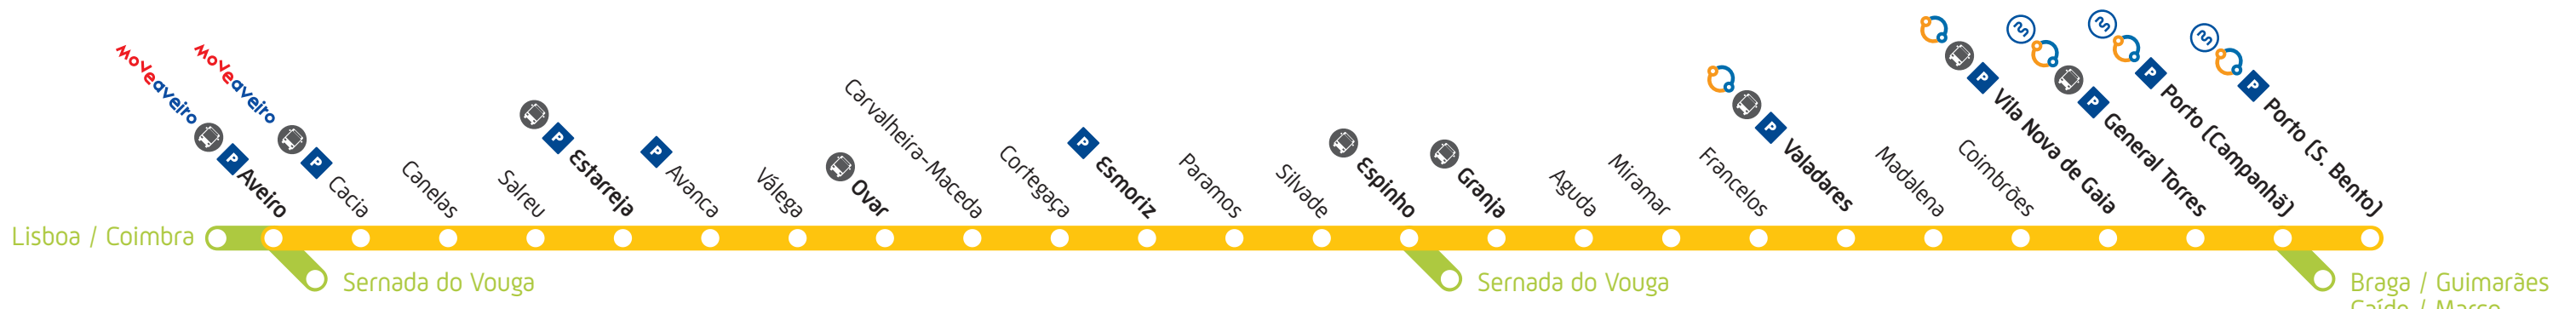 Moveaveiro
Moveaveiro
P Aveiro
P Cacia
Canelas
Salreu
P Estarreja
P Avanca
Válega
Ovar
Carvalheira-Maceda
Cortegaça
P Esmoriz
Paramos
Silvade
Espinho
Granja
Aguda
Miramar
Francelos
P Valadares
Madalena
Coimbrões
P Vila Nova de Gaia
P General Torres
P Porto (Campanhã)
P Porto (S. Bento)
Lisboa / Coimbra
Sernada do Vouga
Sernada do Vouga
Braga / Guimarães